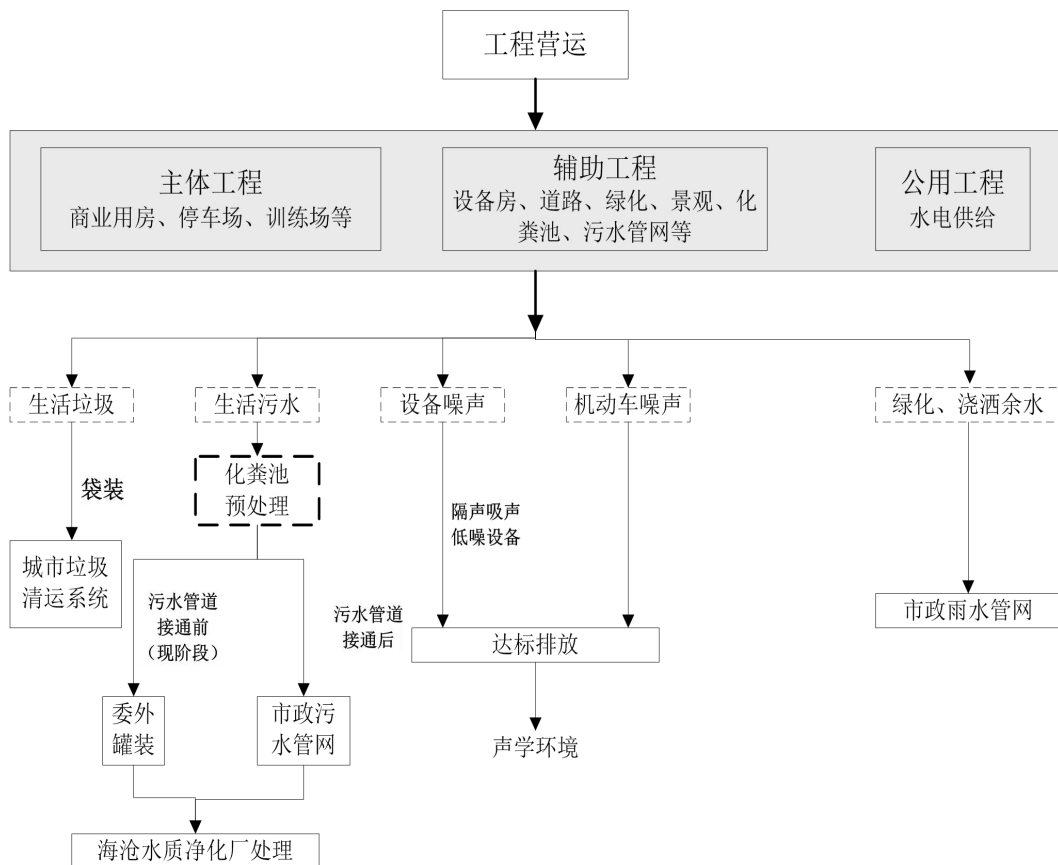 工程营运
主体工程
商业用房、停车场、训练场等
辅助工程
设备房、道路、绿化、景观、化
粪池、污水管网等
公用工程
水电供给
生活垃圾
生活污水
设备噪声
机动车噪声
绿化、浇洒余水
袋装
化粪池
预处理
隔声吸声
低噪设备
城市垃圾
清运系统
污水管道
接通前
（现阶段）
污水管道
接通后
达标排放
市政雨水管网
委外
罐装
市政污
水管网
声学环境
海沧水质净化厂处理